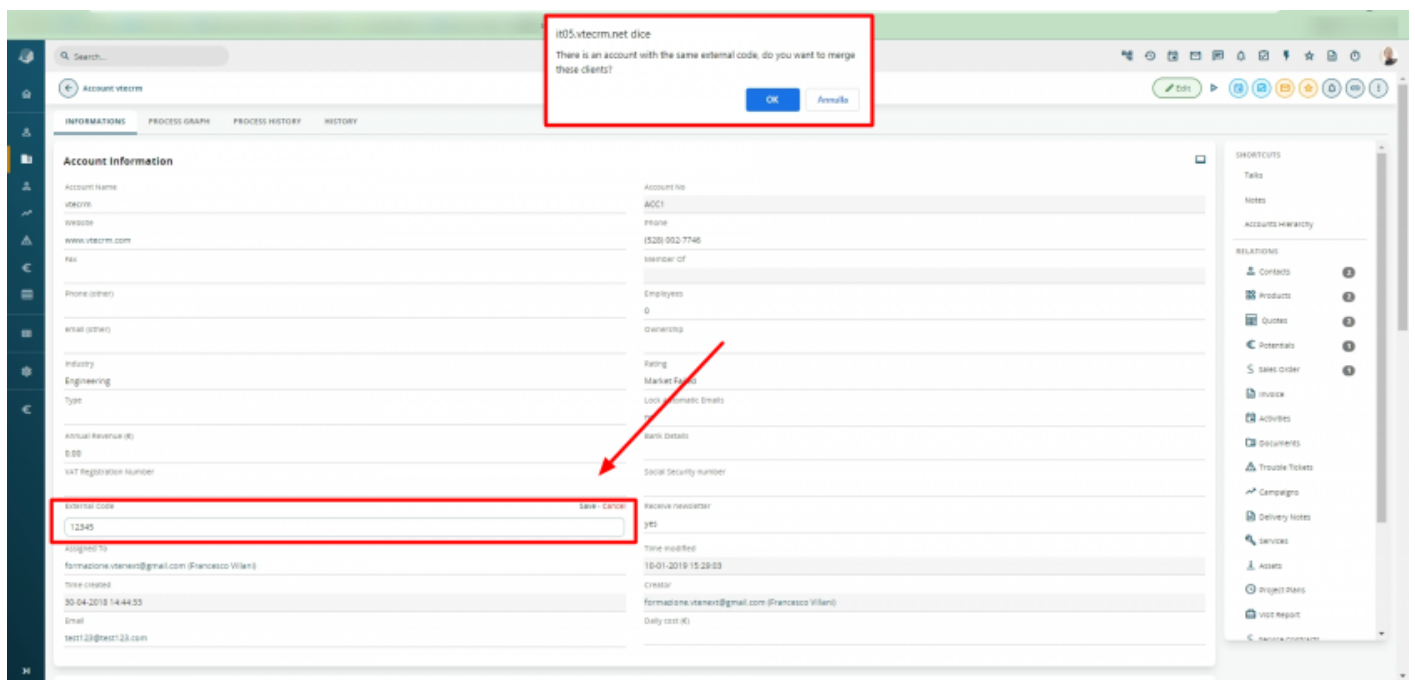 it05.vtecrm.net dice
There is an account with the same external code, do you want to merge
these clients?
OK Annulla
Search...
Account vtecrm
Edit
INFORMATIONS PROCESS GRAPH PROCESS HISTORY HISTORY
Account Information
Account Name
vtecrm
Account No
ACC1
Website
www.vtecrm.com
Phone
(528) 002-7746
Fax
Member Of
Phone (other)
Employees
0
email (other)
Ownership
Industry
Engineering
Rating
Market
Type
Lock Automatic Emails
Annual Revenue (€)
0.00
Bank Details
VAT Registration Number
Social Security number
External Code Save - Cancel
12345
Receive newsletter
yes
Assigned To
formazione.vtenext@gmail.com (Francesco Villani)
Time modified
10-01-2019 15:29:03
Time created
30-04-2018 14:44:53
Creator
formazione.vtenext@gmail.com (Francesco Villani)
Email
test123@test123.com
Daily cost (€)
SHORTCUTS
Talks
Notes
Accounts Hierarchy
RELATIONS
Contacts
Products
Quotes
Potentials
Sales Order
Invoice
Activities
Documents
Trouble Tickets
Campaigns
Delivery Notes
Services
Assets
Project Plans
Visit Report
Service Contracts